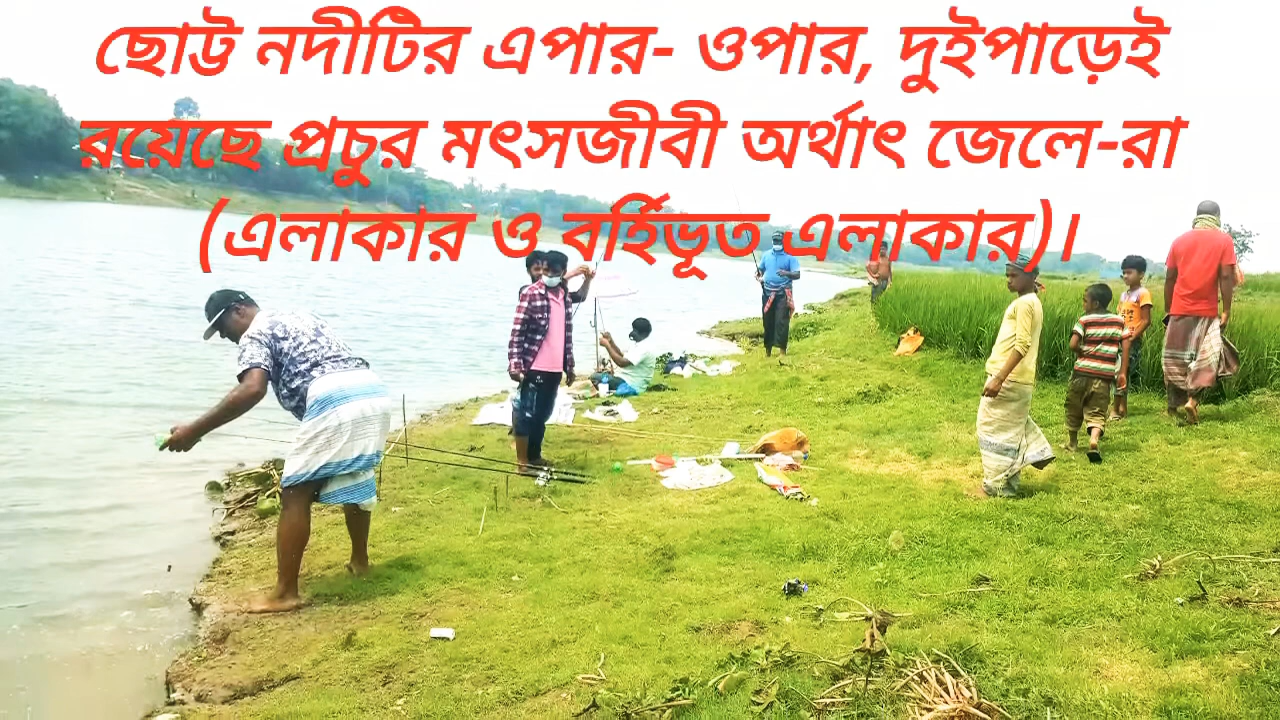 ছোট্ট নদীটির এপার- ওপার, দুইপাড়েই
রয়েছে প্রচুর মৎসজীবী অর্থাৎ জেলে-রা
(এলাকার ও বর্হিভূত এলাকার)।